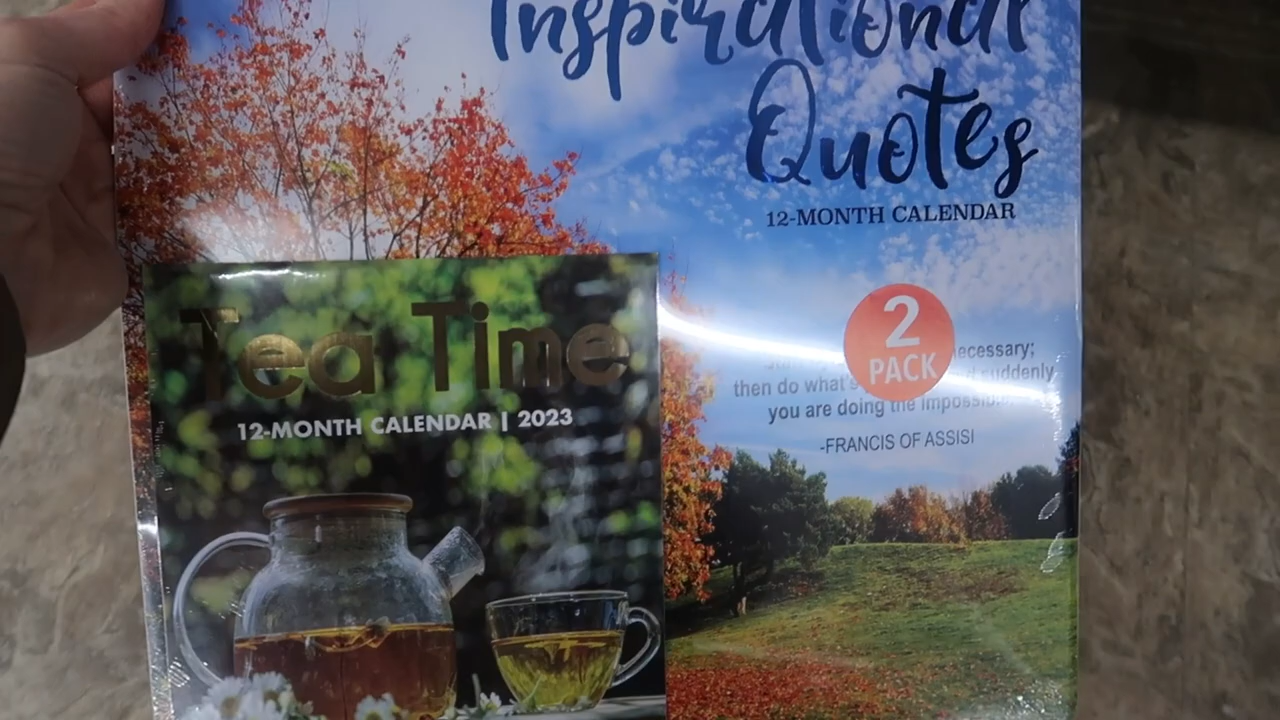 Inspirational
Quotes
12-MONTH CALENDAR
2
PACK
then do what's
suddenly
you are doing the
-FRANCIS OF ASSISI
Tea Time
12-MONTH CALENDAR | 2023